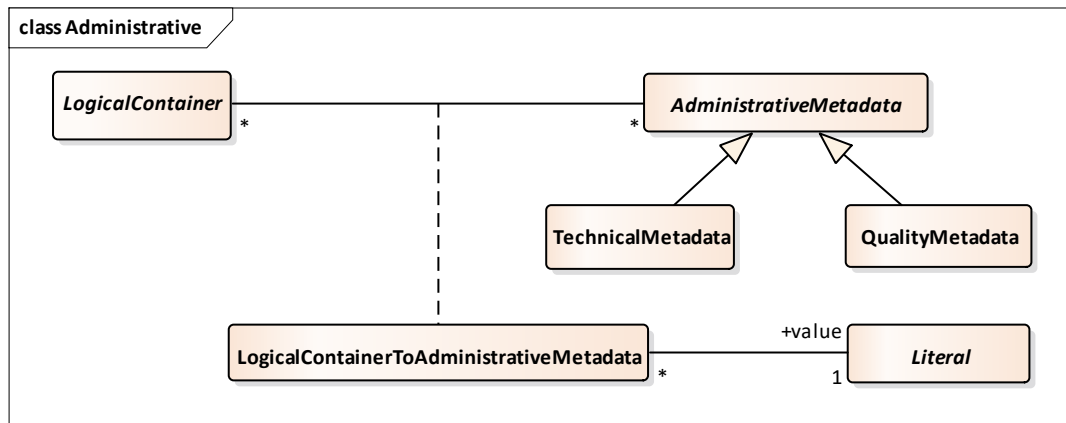 class Administrative
LogicalContainer
AdministrativeMetadata
*
*
TechnicalMetadata
QualityMetadata
LogicalContainerToAdministrativeMetadata
+value
Literal
*
1